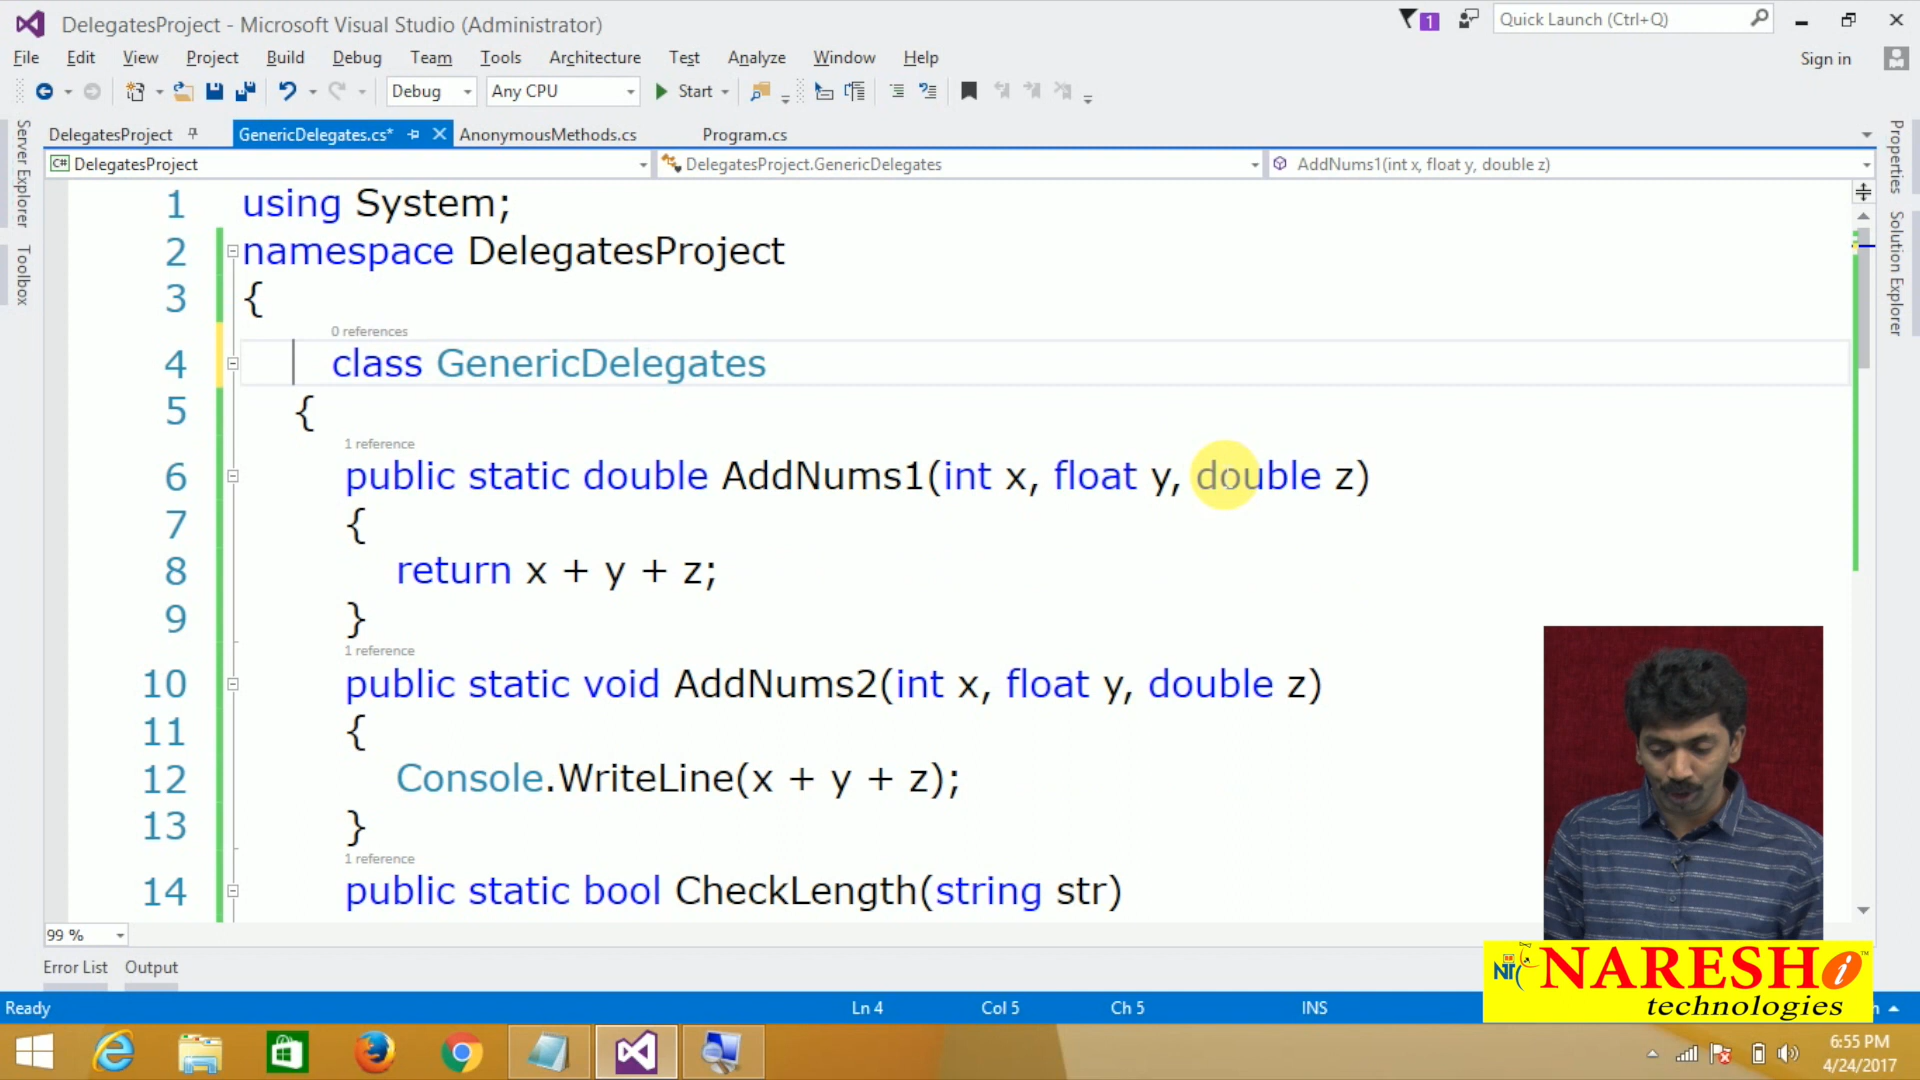 DelegatesProject - Microsoft Visual Studio (Administrator)
1
Quick Launch (Ctrl+Q)
File Edit View Project Build Debug Team Tools Architecture Test Analyze Window Help
Sign in
Debug Any CPU Start
DelegatesProject GenericDelegates.cs* AnonymousMethods.cs Program.cs
C# DelegatesProject DelegatesProject.GenericDelegates AddNums1(int x, float y, double z)
Server Explorer
Toolbox
Properties
Solution Explorer
1 using System;
2 namespace DelegatesProject
3 {
0 references
4 class GenericDelegates
5 {
1 reference
6 public static double AddNums1(int x, float y, double z)
7 {
8 return x + y + z;
9 }
1 reference
10 public static void AddNums2(int x, float y, double z)
11 {
12 Console.WriteLine(x + y + z);
13 }
1 reference
14 public static bool CheckLength(string str)
99 %
Error List Output
NARESH i
technologies
Ready Ln 4 Col 5 Ch 5 INS
6:55 PM
4/24/2017